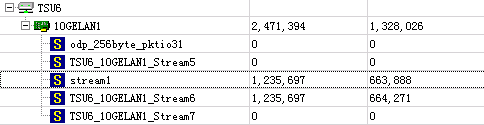 TSU6
10GELAN1 2,471,394 1,328,026
S odp_256byte_pktio31 0 0
S TSU6_10GELAN1_Stream5 0 0
S stream1 1,235,697 663,888
S TSU6_10GELAN1_Stream6 1,235,697 664,271
S TSU6_10GELAN1_Stream7 0 0